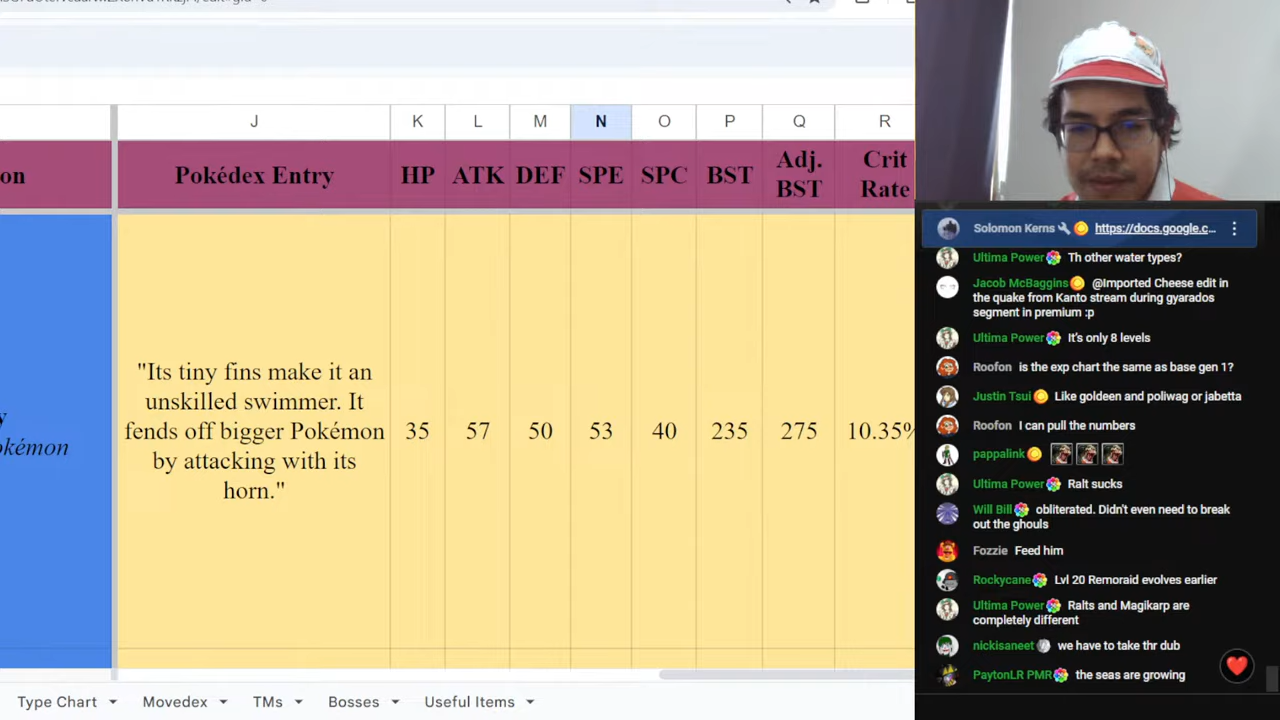 J K L M N O P Q R
on Pokédex Entry HP ATK DEF SPE SPC BST Adj. BST Crit Rate
"Its tiny fins make it an
unskilled swimmer. It
fends off bigger Pokémon
by attacking with its
horn."
35 57 50 53 40 235 275 10.35%
y
okémon
Type Chart Movedex TMs Bosses Useful Items
Solomon Kerns https://docs.google.c...
Ultima Power Th other water types?
Jacob McBaggins @Imported Cheese edit in
the quake from Kanto stream during gyarados
segment in premium :p
Ultima Power It's only 8 levels
Roofon is the exp chart the same as base gen 1?
Justin Tsui Like goldeen and poliwag or jabetta
Roofon I can pull the numbers
pappalink
Ultima Power Ralt sucks
Will Bill obliterated. Didn't even need to break
out the ghouls
Fozzie Feed him
Rockycane Lvl 20 Remoraid evolves earlier
Ultima Power Ralts and Magikarp are
completely different
nickisaneet we have to take thr dub
PaytonLR PMR the seas are growing